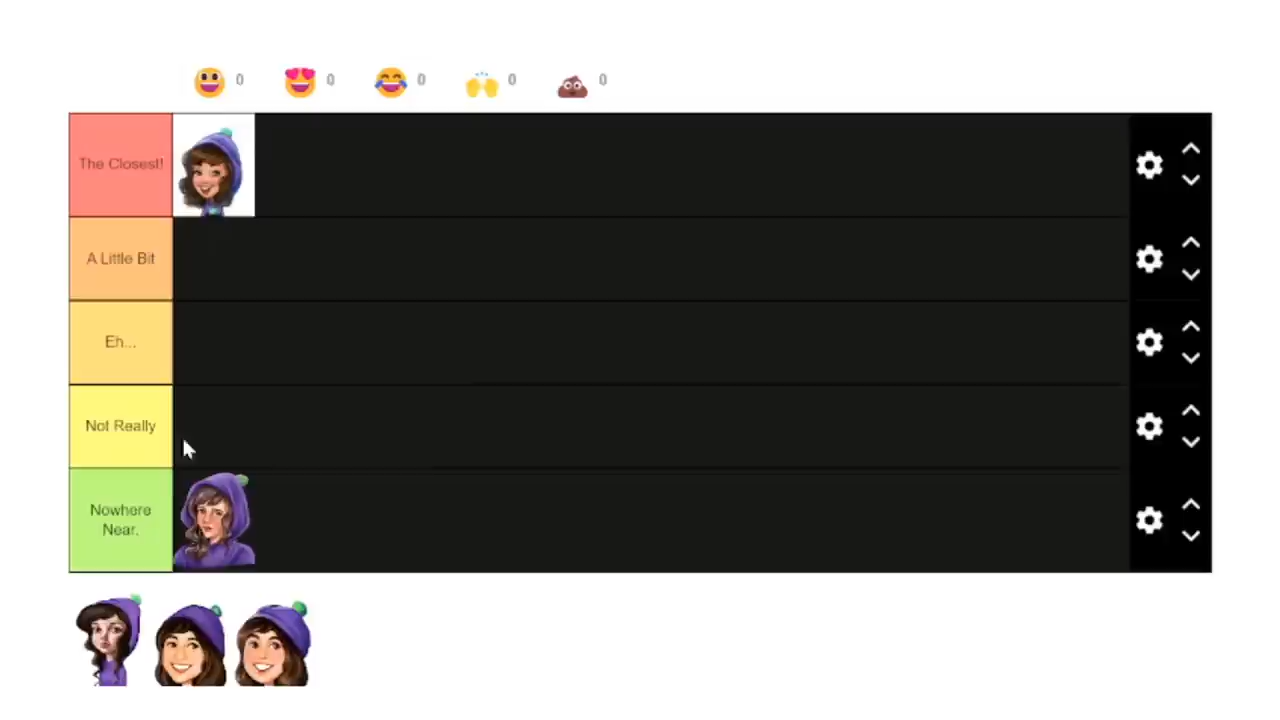 0 0 0 0 0
The Closest!
A Little Bit
Eh...
Not Really
Nowhere
Near.